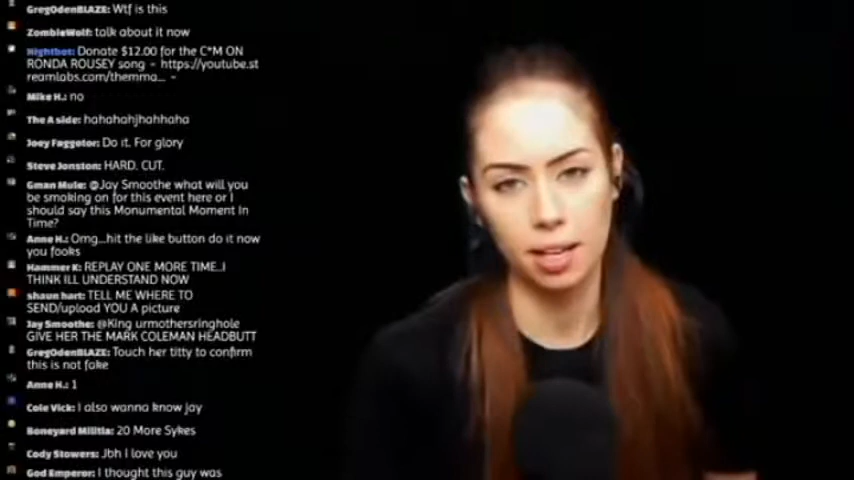 GregOdenBLAZE: Wtf is this
ZombieWolf: talk about it now
Nightbot: Donate $12.00 for the C*M ON
RONDA ROUSEY song - https://youtube.st
reamlabs.com/themma... -
Mike H.: no
The A side: hahahahjhahhaha
Joey Faggotor: Do it. For glory
Steve Jonston: HARD. CUT.
Gman Mule: @Jay Smoothe what will you
be smoking on for this event here or I
should say this Monumental Moment In
Time?
Anne H.: Omg...hit the like button do it now
you fooks
Hammer K: REPLAY ONE MORE TIME..I
THINK ILL UNDERSTAND NOW
shaun hart: TELL ME WHERE TO
SEND/upload YOU A picture
Jay Smoothe: @King urmothersringhole
GIVE HER THE MARK COLEMAN HEADBUTT
GregOdenBLAZE: Touch her titty to confirm
this is not fake
Anne H.: 1
Cole Vick: I also wanna know jay
Boneyard Militia: 20 More Sykes
Cody Stowers: Jbh I love you
God Emperor: I thought this guy was